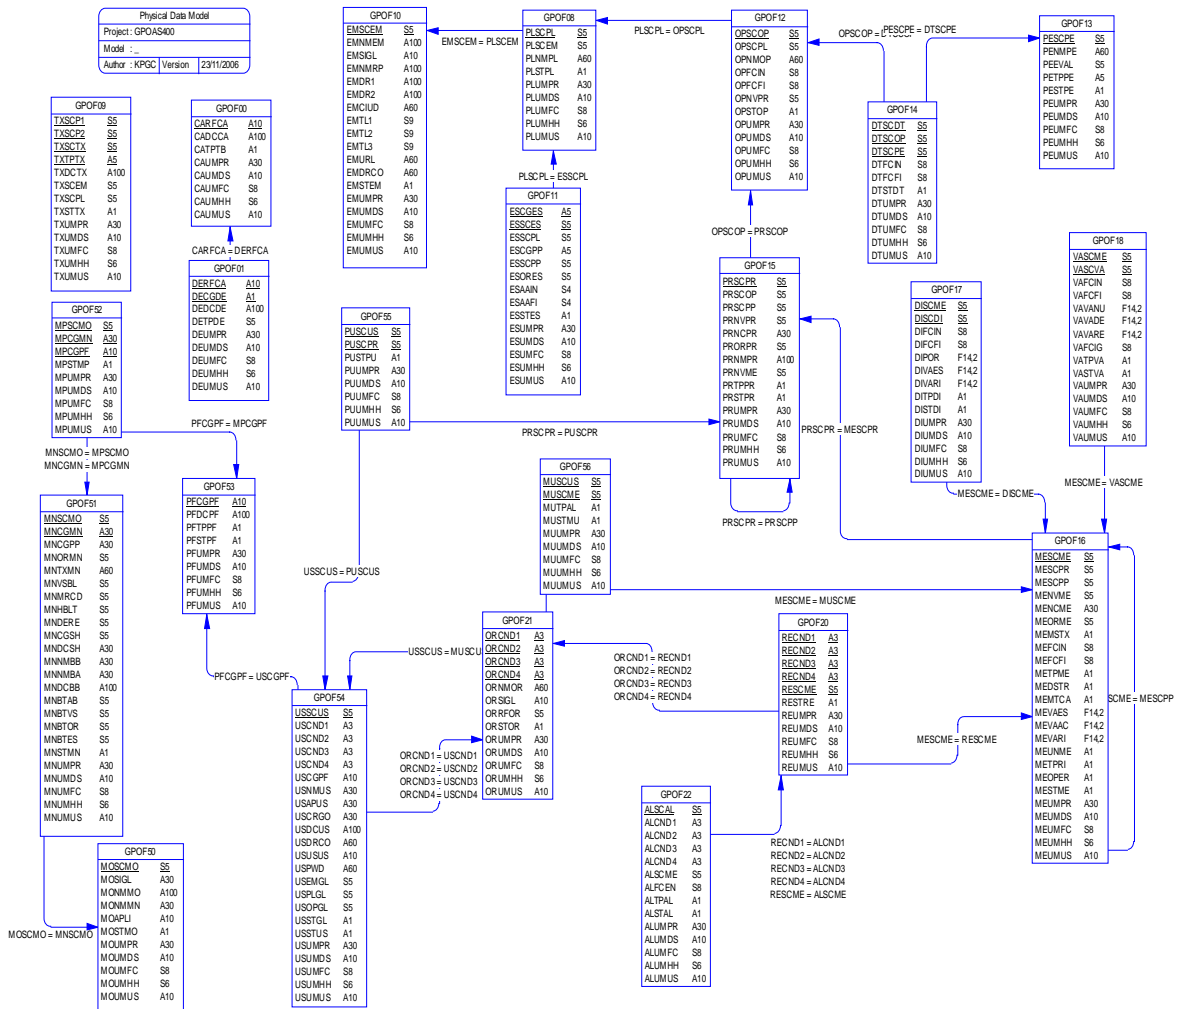 Physical Data Model
Project : GPOAS400
Model : _
Author : KPGC Version 23/11/2006
GPOF10
EMSCEM S5
EMNMEM A100
EMSIGL A10
EMNMRP A100
EMDR1 A100
EMDR2 A100
EMCIUD A60
EMTL1 S9
EMTL2 S9
EMTL3 S9
EMURL A60
EMDRCO A60
EMSTEM A1
EMUMPR A30
EMUMDS A10
EMUMFC S8
EMUMHH S6
EMUMUS A10
EMSCEM = PLSCEM
GPOF08
PLSCPL S5
PLSCEM S5
PLNMPL A60
PLSTPL A1
PLUMPR A30
PLUMDS A10
PLUMFC S8
PLUMHH S6
PLUMUS A10
PLSCPL = OPSCPL
GPOF12
OPSCOP S5
OPSCPL S5
OPNMOP A60
OPFCIN S8
OPFCFI S8
OPNVPR S5
OPSTOP A1
OPUMPR A30
OPUMDS A10
OPUMFC S8
OPUMHH S6
OPUMUS A10
OPSCOP =
PESCPE = DTSCPE
GPOF13
PESCPE S5
PENMPE A60
PEEVAL S5
PETPPE A5
PESTPE A1
PEUMPR A30
PEUMDS A10
PEUMFC S8
PEUMHH S6
PEUMUS A10
GPOF14
DTSCDT S5
DTSCOP S5
DTSCPE S5
DTFCIN S8
DTFCFI S8
DTSTDT A1
DTUMPR A30
DTUMDS A10
DTUMFC S8
DTUMHH S6
DTUMUS A10
GPOF09
TXSCP1 S5
TXSCP2 S5
TXSCTX S5
TXTPTX A5
TXDCTX A100
TXSCEM S5
TXSCPL S5
TXSTTX A1
TXUMPR A30
TXUMDS A10
TXUMFC S8
TXUMHH S6
TXUMUS A10
GPOF00
CARFCA A10
CADCCA A100
CATPTB A1
CAUMPR A30
CAUMDS A10
CAUMFC S8
CAUMHH S6
CAUMUS A10
CARFCA = DERFCA
GPOF01
DERFCA A10
DECGDE A1
DEDCDE A100
DETPDE S5
DEUMPR A30
DEUMDS A10
DEUMFC S8
DEUMHH S6
DEUMUS A10
PLSCPL = ESSCPL
GPOF11
ESCGES A5
ESSCES S5
ESSCPL S5
ESCGPP A5
ESSCPP S5
ESORES S5
ESAAIN S4
ESAAFI S4
ESSTES A1
ESUMPR A30
ESUMDS A10
ESUMFC S8
ESUMHH S6
ESUMUS A10
OPSCOP = PRSCOP
GPOF15
PRSCPR S5
PRSCOP S5
PRSCPP S5
PRNVPR S5
PRNCPR A30
PRORPR S5
PRNMPR A100
PRNVME S5
PRTPPR A1
PRSTPR A1
PRUMPR A30
PRUMDS A10
PRUMFC S8
PRUMHH S6
PRUMUS A10
PRSCPR = PRSCPP
PRSCPR = MESCPR
GPOF18
VASCME S5
VASCVA S5
VAFCIN S8
VAFCFI S8
VAVANU F14,2
VAVADE F14,2
VAVARE F14,2
VAFCIG S8
VATPVA A1
VASTVA A1
VAUMPR A30
VAUMDS A10
VAUMFC S8
VAUMHH S6
VAUMUS A10
MESCME = VASCME
GPOF17
DISCME S5
DISCDI S5
DIFCIN S8
DIFCFI S8
DIPOR F14,2
DIVAES F14,2
DIVARI F14,2
DITPDI A1
DISTDI A1
DIUMPR A30
DIUMDS A10
DIUMFC S8
DIUMHH S6
DIUMUS A10
MESCME = DISCME
GPOF52
MPSCMO S5
MPCGMN A30
MPCGPF A10
MPSTMP A1
MPUMPR A30
MPUMDS A10
MPUMFC S8
MPUMHH S6
MPUMUS A10
PFCGPF = MPCGPF
MNSCMO = MPSCMO
MNCGMN = MPCGMN
GPOF55
PUSCUS S5
PUSCPR S5
PUSTPU A1
PUUMPR A30
PUUMDS A10
PUUMFC S8
PUUMHH S6
PUUMUS A10
PRSCPR = PUSCPR
USSCUS = PUSCUS
GPOF51
MNSCMO S5
MNCGMN A30
MNCGPP A30
MNORMN S5
MNTXMN A60
MNVSBL S5
MNMRCD S5
MNHBLT S5
MNDERE S5
MNCGSH S5
MNDCSH A30
MNNMBB A30
MNNMBA A30
MNDCBB A100
MNBTAB S5
MNBTVS S5
MNBTOR S5
MNBTES S5
MNSTMN A1
MNUMPR A30
MNUMDS A10
MNUMFC S8
MNUMHH S6
MNUMUS A10
GPOF53
PFCGPF A10
PFDCPF A100
PFTPPF A1
PFSTPF A1
PFUMPR A30
PFUMDS A10
PFUMFC S8
PFUMHH S6
PFUMUS A10
PFCGPF = USCGPF
GPOF56
MUSCUS S5
MUSCME S5
MUTPAL A1
MUSTMU A1
MUUMPR A30
MUUMDS A10
MUUMFC S8
MUUMHH S6
MUUMUS A10
MESCME = MUSCME
USSCUS = MUSCU
GPOF21
ORCND1 A3
ORCND2 A3
ORCND3 A3
ORCND4 A3
ORNMOR A60
ORSIGL A10
ORRFOR S5
ORSTOR A1
ORUMPR A30
ORUMDS A10
ORUMFC S8
ORUMHH S6
ORUMUS A10
ORCND1 = RECND1
ORCND2 = RECND2
ORCND3 = RECND3
ORCND4 = RECND4
GPOF20
RECND1 A3
RECND2 A3
RECND3 A3
RECND4 A3
RESCME S5
RESTRE A1
REUMPR A30
REUMDS A10
REUMFC S8
REUMHH S6
REUMUS A10
MESCME = RESCME
GPOF16
MESCME S5
MESCPR S5
MESCPP S5
MENVME S5
MENCME A30
MEORME S5
MEMSTX A1
MEFCIN S8
MEFCFI S8
METPME A1
MEDSTR A1
MEMTCA A1
MEVAES F14,2
MEVAAC F14,2
MEVARI F14,2
MEUNME A1
METPRI A1
MEOPER A1
MESTME A1
MEUMPR A30
MEUMDS A10
MEUMFC S8
MEUMHH S6
MEUMUS A10
SCME = MESCPP
GPOF54
USSCUS S5
USCND1 A3
USCND2 A3
USCND3 A3
USCND4 A3
USCGPF A10
USNMUS A30
USAPUS A30
USCRGO A30
USDCUS A100
USDRCO A60
USUSUS A10
USPWD A60
USEMGL S5
USPLGL S5
USOPGL S5
USSTGL A1
USSTUS A1
USUMPR A30
USUMDS A10
USUMFC S8
USUMHH S6
USUMUS A10
ORCND1 = USCND1
ORCND2 = USCND2
ORCND3 = USCND3
ORCND4 = USCND4
GPOF22
ALSCAL S5
ALCND1 A3
ALCND2 A3
ALCND3 A3
ALCND4 A3
ALSCME S5
ALFCEN S8
ALTPAL A1
ALSTAL A1
ALUMPR A30
ALUMDS A10
ALUMFC S8
ALUMHH S6
ALUMUS A10
RECND1 = ALCND1
RECND2 = ALCND2
RECND3 = ALCND3
RECND4 = ALCND4
RESCME = ALSCME
GPOF50
MOSCMO S5
MOSIGL A30
MONMMO A100
MONMMN A30
MOAPLI A10
MOSTMO A1
MOUMPR A30
MOUMDS A10
MOUMFC S8
MOUMHH S6
MOUMUS A10
MOSCMO = MNSCMO